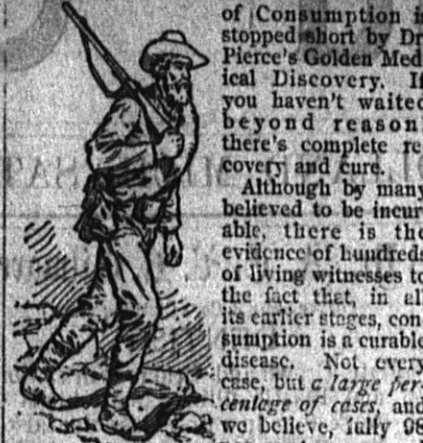 of Consumption i
stopped short by Dr
Pierce's Golden Med
ical Discovery. If
you haven't waited
beyond reason,
there's complete re
covery and cure.
Although by many
believed to be incur
able, there is the
evidence of hundreds
of living witnesses to
the fact that, in all
its earlier stages, con
sumption is a curable
disease. Not every
case, but a large per-
centage of cases, and
we believe, fully 98